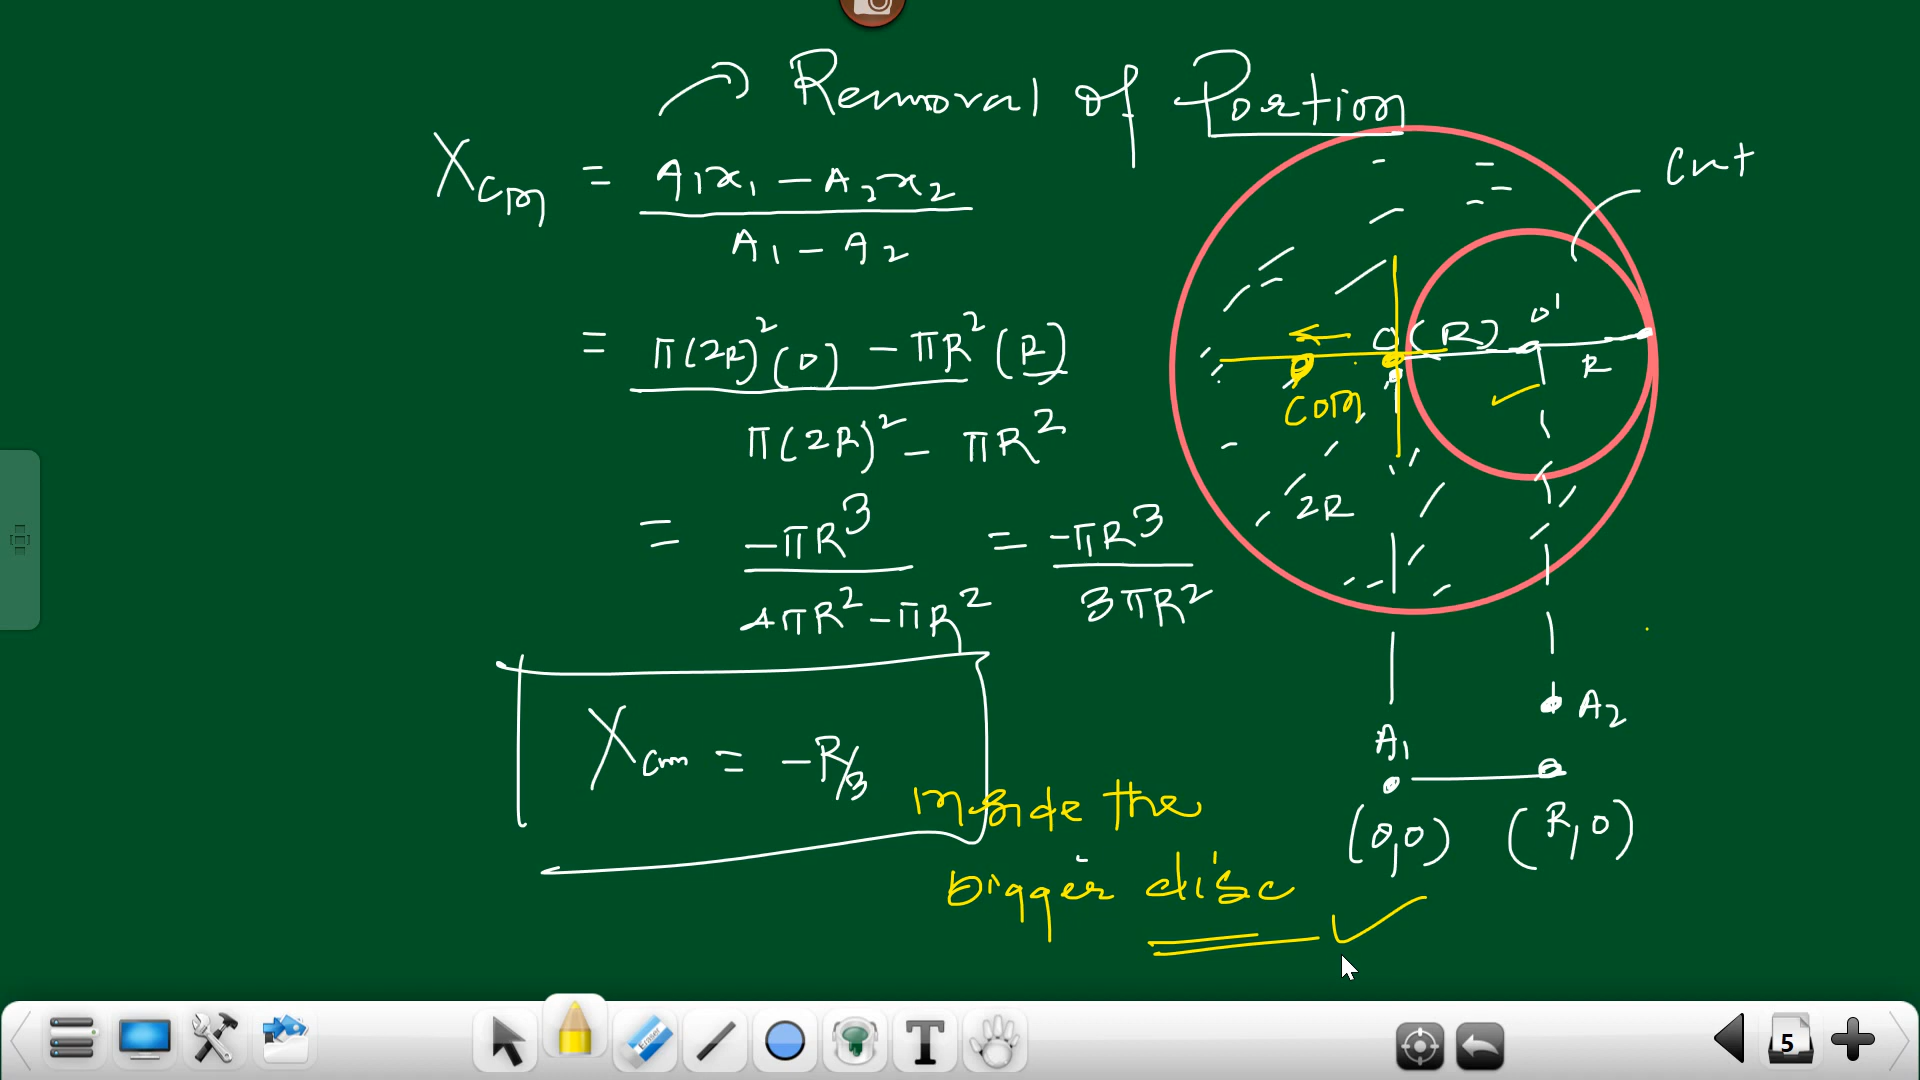 Removal of Portion
Xcm = A1x1 - A2x2 / A1 - A2
= π(2R)²(0) - πR²(R) / π(2R)² - πR²
= -πR³ / 4πR² - πR² = -πR³ / 3πR²
Xcm = -R/3
inside the
bigger disc
cut
O (R) O'
R
com
2R
A2
A1
(0,0) (R,0)
Eraser
T
5